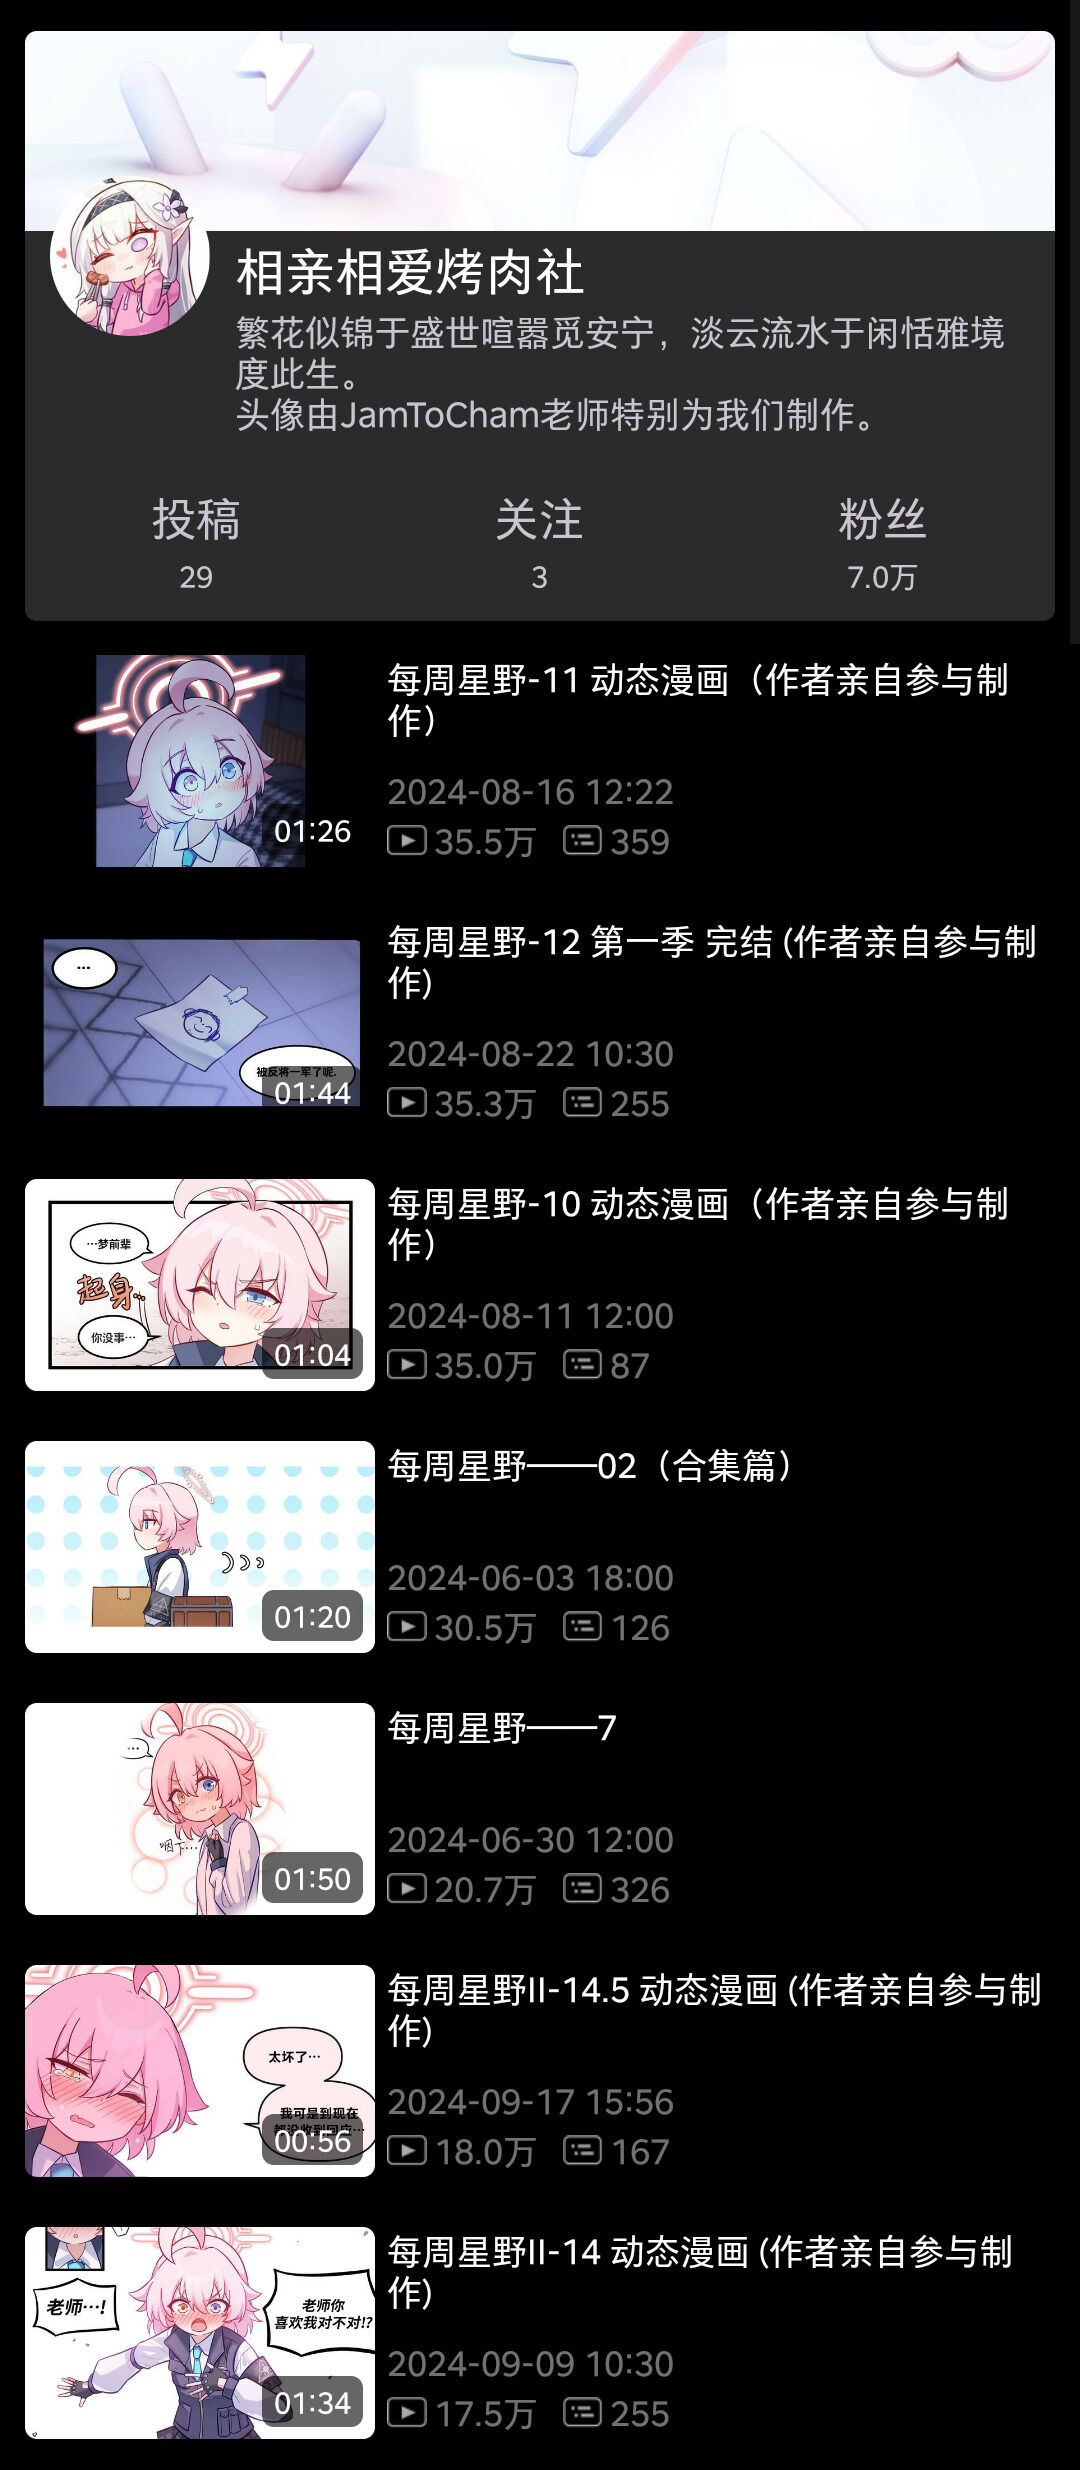 相亲相爱烤肉社
繁花似锦于盛世喧嚣觅安宁，淡云流水于闲恬雅境
度此生。
头像由JamToCham老师特别为我们制作。
投稿 关注 粉丝
29 3 7.0万
01:26
每周星野-11 动态漫画（作者亲自参与制
作）
2024-08-16 12:22
35.5万 359
...
被反将一军了呢.
01:44
每周星野-12 第一季 完结 (作者亲自参与制
作)
2024-08-22 10:30
35.3万 255
…梦前辈
起身...
你没事…
01:04
每周星野-10 动态漫画（作者亲自参与制
作）
2024-08-11 12:00
35.0万 87
01:20
每周星野——02（合集篇）
2024-06-03 18:00
30.5万 126
...
咽下…
01:50
每周星野——7
2024-06-30 12:00
20.7万 326
太坏了…
我可是到现在
00:56
每周星野II-14.5 动态漫画 (作者亲自参与制
作)
2024-09-17 15:56
18.0万 167
老师…!
老师你
喜欢我对不对!?
01:34
每周星野II-14 动态漫画 (作者亲自参与制
作)
2024-09-09 10:30
17.5万 255